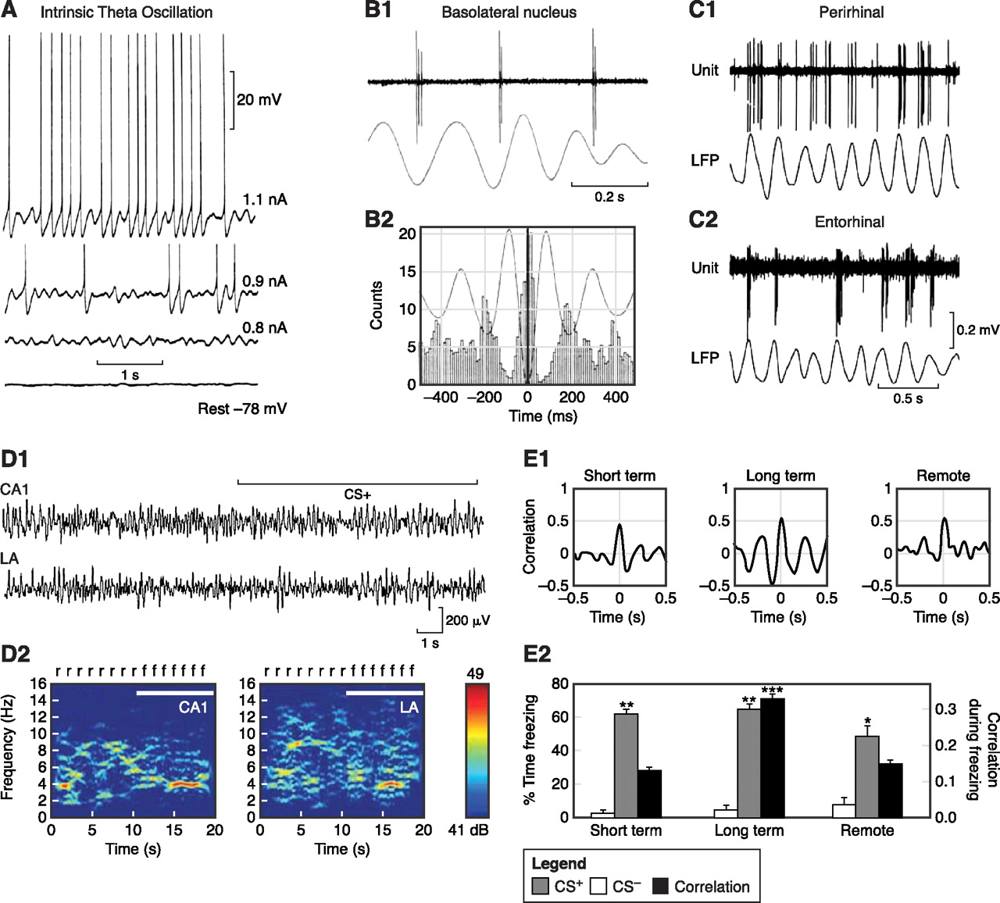 A Intrinsic Theta Oscillation
20 mV
1.1 nA
0.9 nA
0.8 nA
1 s
Rest –78 mV
B1 Basolateral nucleus
0.2 s
B2
Counts
20
15
10
5
0
–400 –200 0 200 400
Time (ms)
C1 Perirhinal
Unit
LFP
C2 Entorhinal
Unit
0.2 mV
LFP
0.5 s
D1
CA1
CS+
LA
200 µV
1 s
D2
r r r r r r r r f f f f f f f
Frequency (Hz)
16
14
12
10
8
6
4
2
0
CA1
0 5 10 15 20
Time (s)
r r r r r r r r f f f f f f f
16
14
12
10
8
6
4
2
0
LA
0 5 10 15 20
Time (s)
49
41 dB
E1
Short term
Correlation
1
0.5
0
–0.5
–0.5 0 0.5
Time (s)
Long term
1
0.5
0
–0.5
–0.5 0 0.5
Time (s)
Remote
1
0.5
0
–0.5
–0.5 0 0.5
Time (s)
E2
% Time freezing
80
60
40
20
0
** ** *** *
0.3
0.2
0.1
0.0
Correlation
during freezing
Short term Long term Remote
Legend
CS+ CS– Correlation